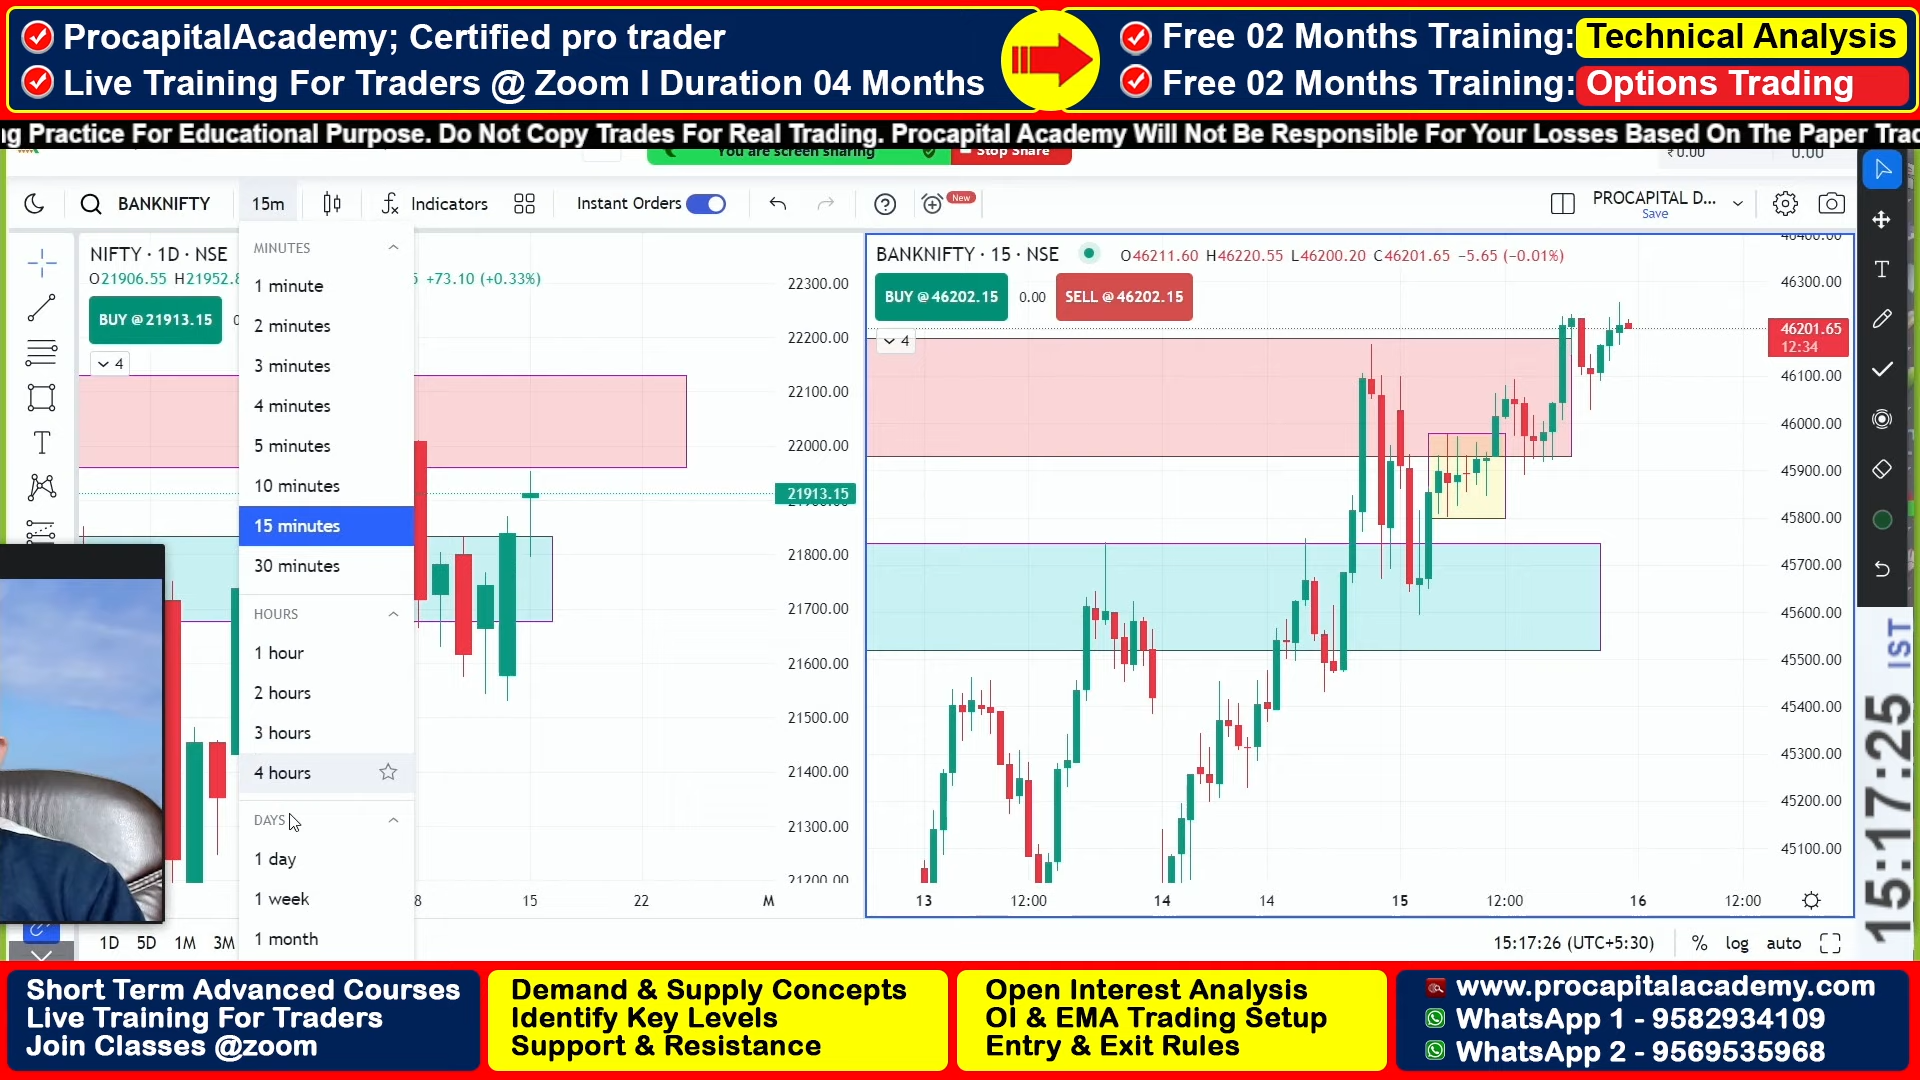 ProcapitalAcademy; Certified pro trader
Live Training For Traders @ Zoom I Duration 04 Months
Free 02 Months Training: Technical Analysis
Free 02 Months Training: Options Trading
Practice For Educational Purpose. Do Not Copy Trades For Real Trading. Procapital Academy Will Not Be Responsible For Your Losses Based On The Paper
You are screen sharing
Stop Share
₹0.00 0.00
BANKNIFTY 15m Indicators Instant Orders New PROCAPITAL D...
Save
NIFTY · 1D · NSE
O21906.55 H21952.8 +73.10 (+0.33%)
BUY @ 21913.15
4
MINUTES
1 minute
2 minutes
3 minutes
4 minutes
5 minutes
10 minutes
15 minutes
30 minutes
HOURS
1 hour
2 hours
3 hours
4 hours
DAYS
1 day
1 week
1 month
22300.00
22200.00
22100.00
22000.00
21913.15
21800.00
21700.00
21600.00
21500.00
21400.00
21300.00
21200.00
8 15 22 M
1D 5D 1M 3M
BANKNIFTY · 15 · NSE O46211.60 H46220.55 L46200.20 C46201.65 −5.65 (−0.01%)
BUY @ 46202.15 0.00 SELL @ 46202.15
4
46400.00
46300.00
46201.65
12:34
46100.00
46000.00
45900.00
45800.00
45700.00
45600.00
45500.00
45400.00
45300.00
45200.00
45100.00
13 12:00 14 14 15 12:00 16 12:00
15:17:26 (UTC+5:30) % log auto
15:17:25 IST
Short Term Advanced Courses
Live Training For Traders
Join Classes @zoom
Demand & Supply Concepts
Identify Key Levels
Support & Resistance
Open Interest Analysis
OI & EMA Trading Setup
Entry & Exit Rules
www.procapitalacademy.com
WhatsApp 1 - 9582934109
WhatsApp 2 - 9569535968